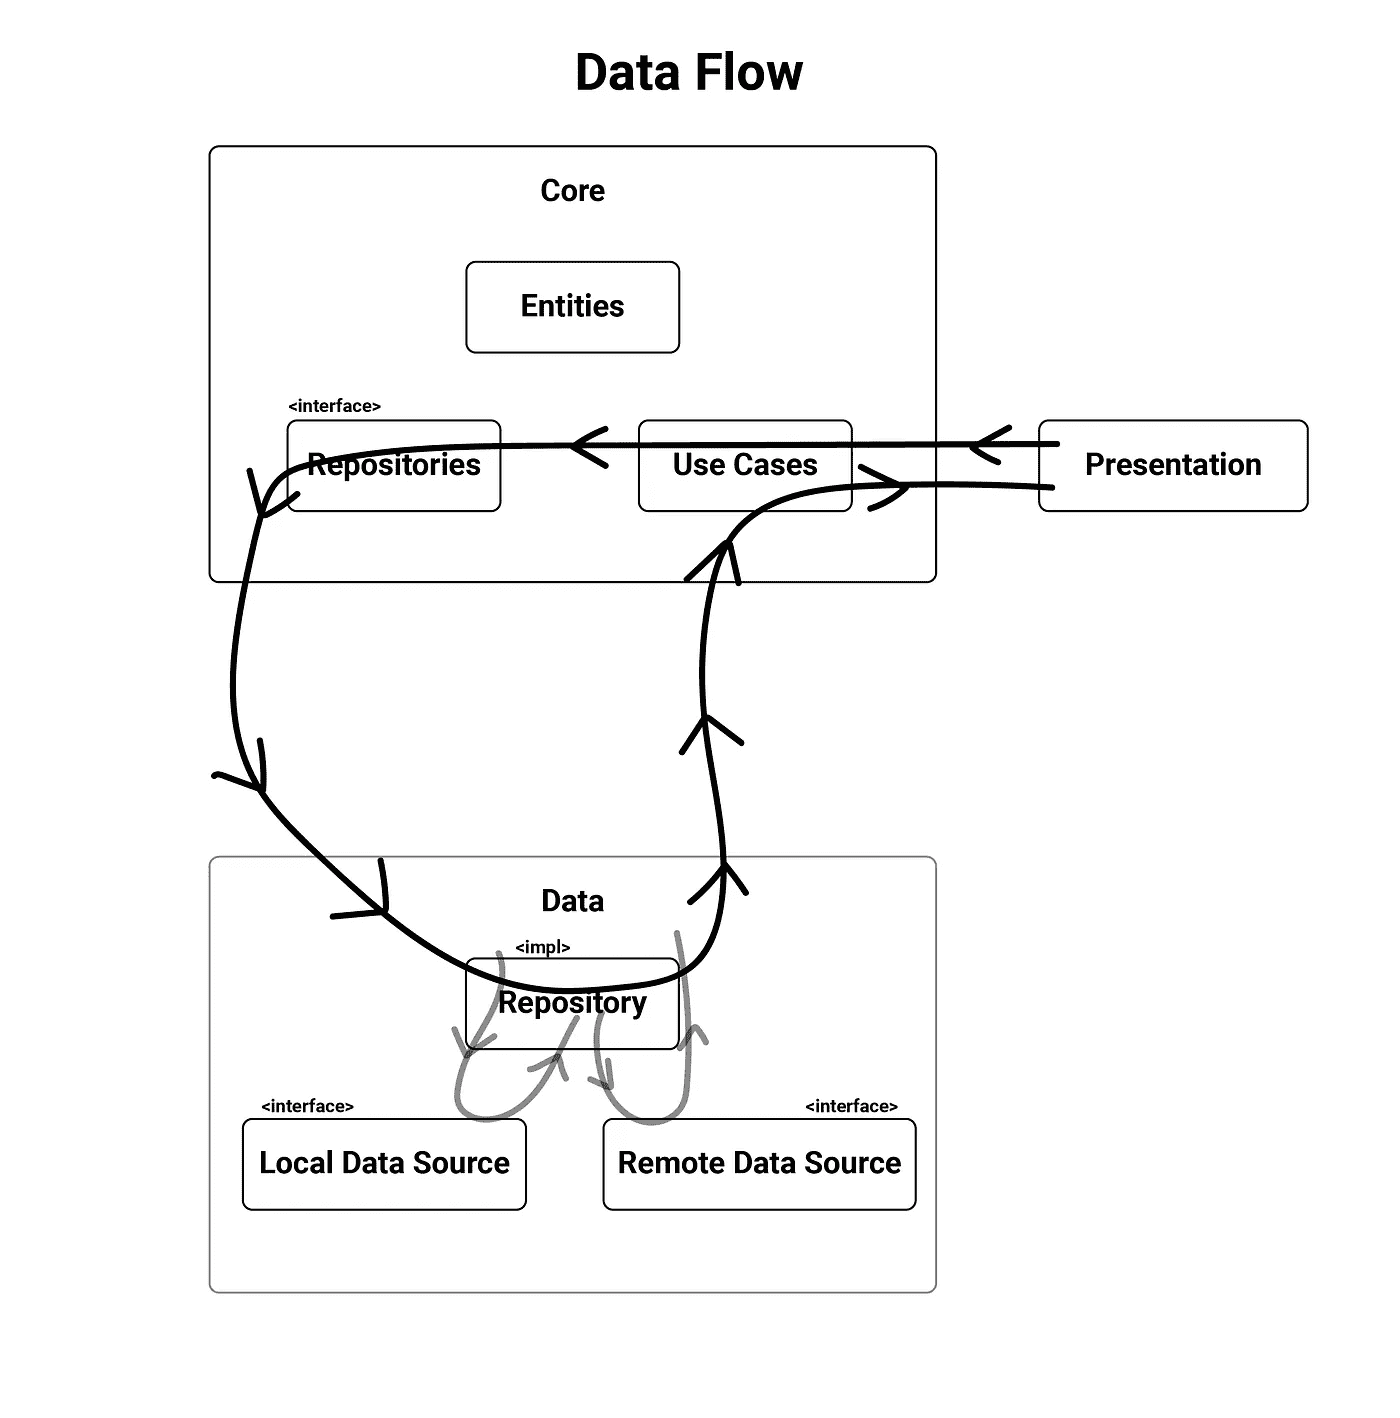 Data Flow
Core
Entities
<interface>
Repositories
Use Cases
Presentation
Data
<impl>
Repository
<interface>
<interface>
Local Data Source
Remote Data Source